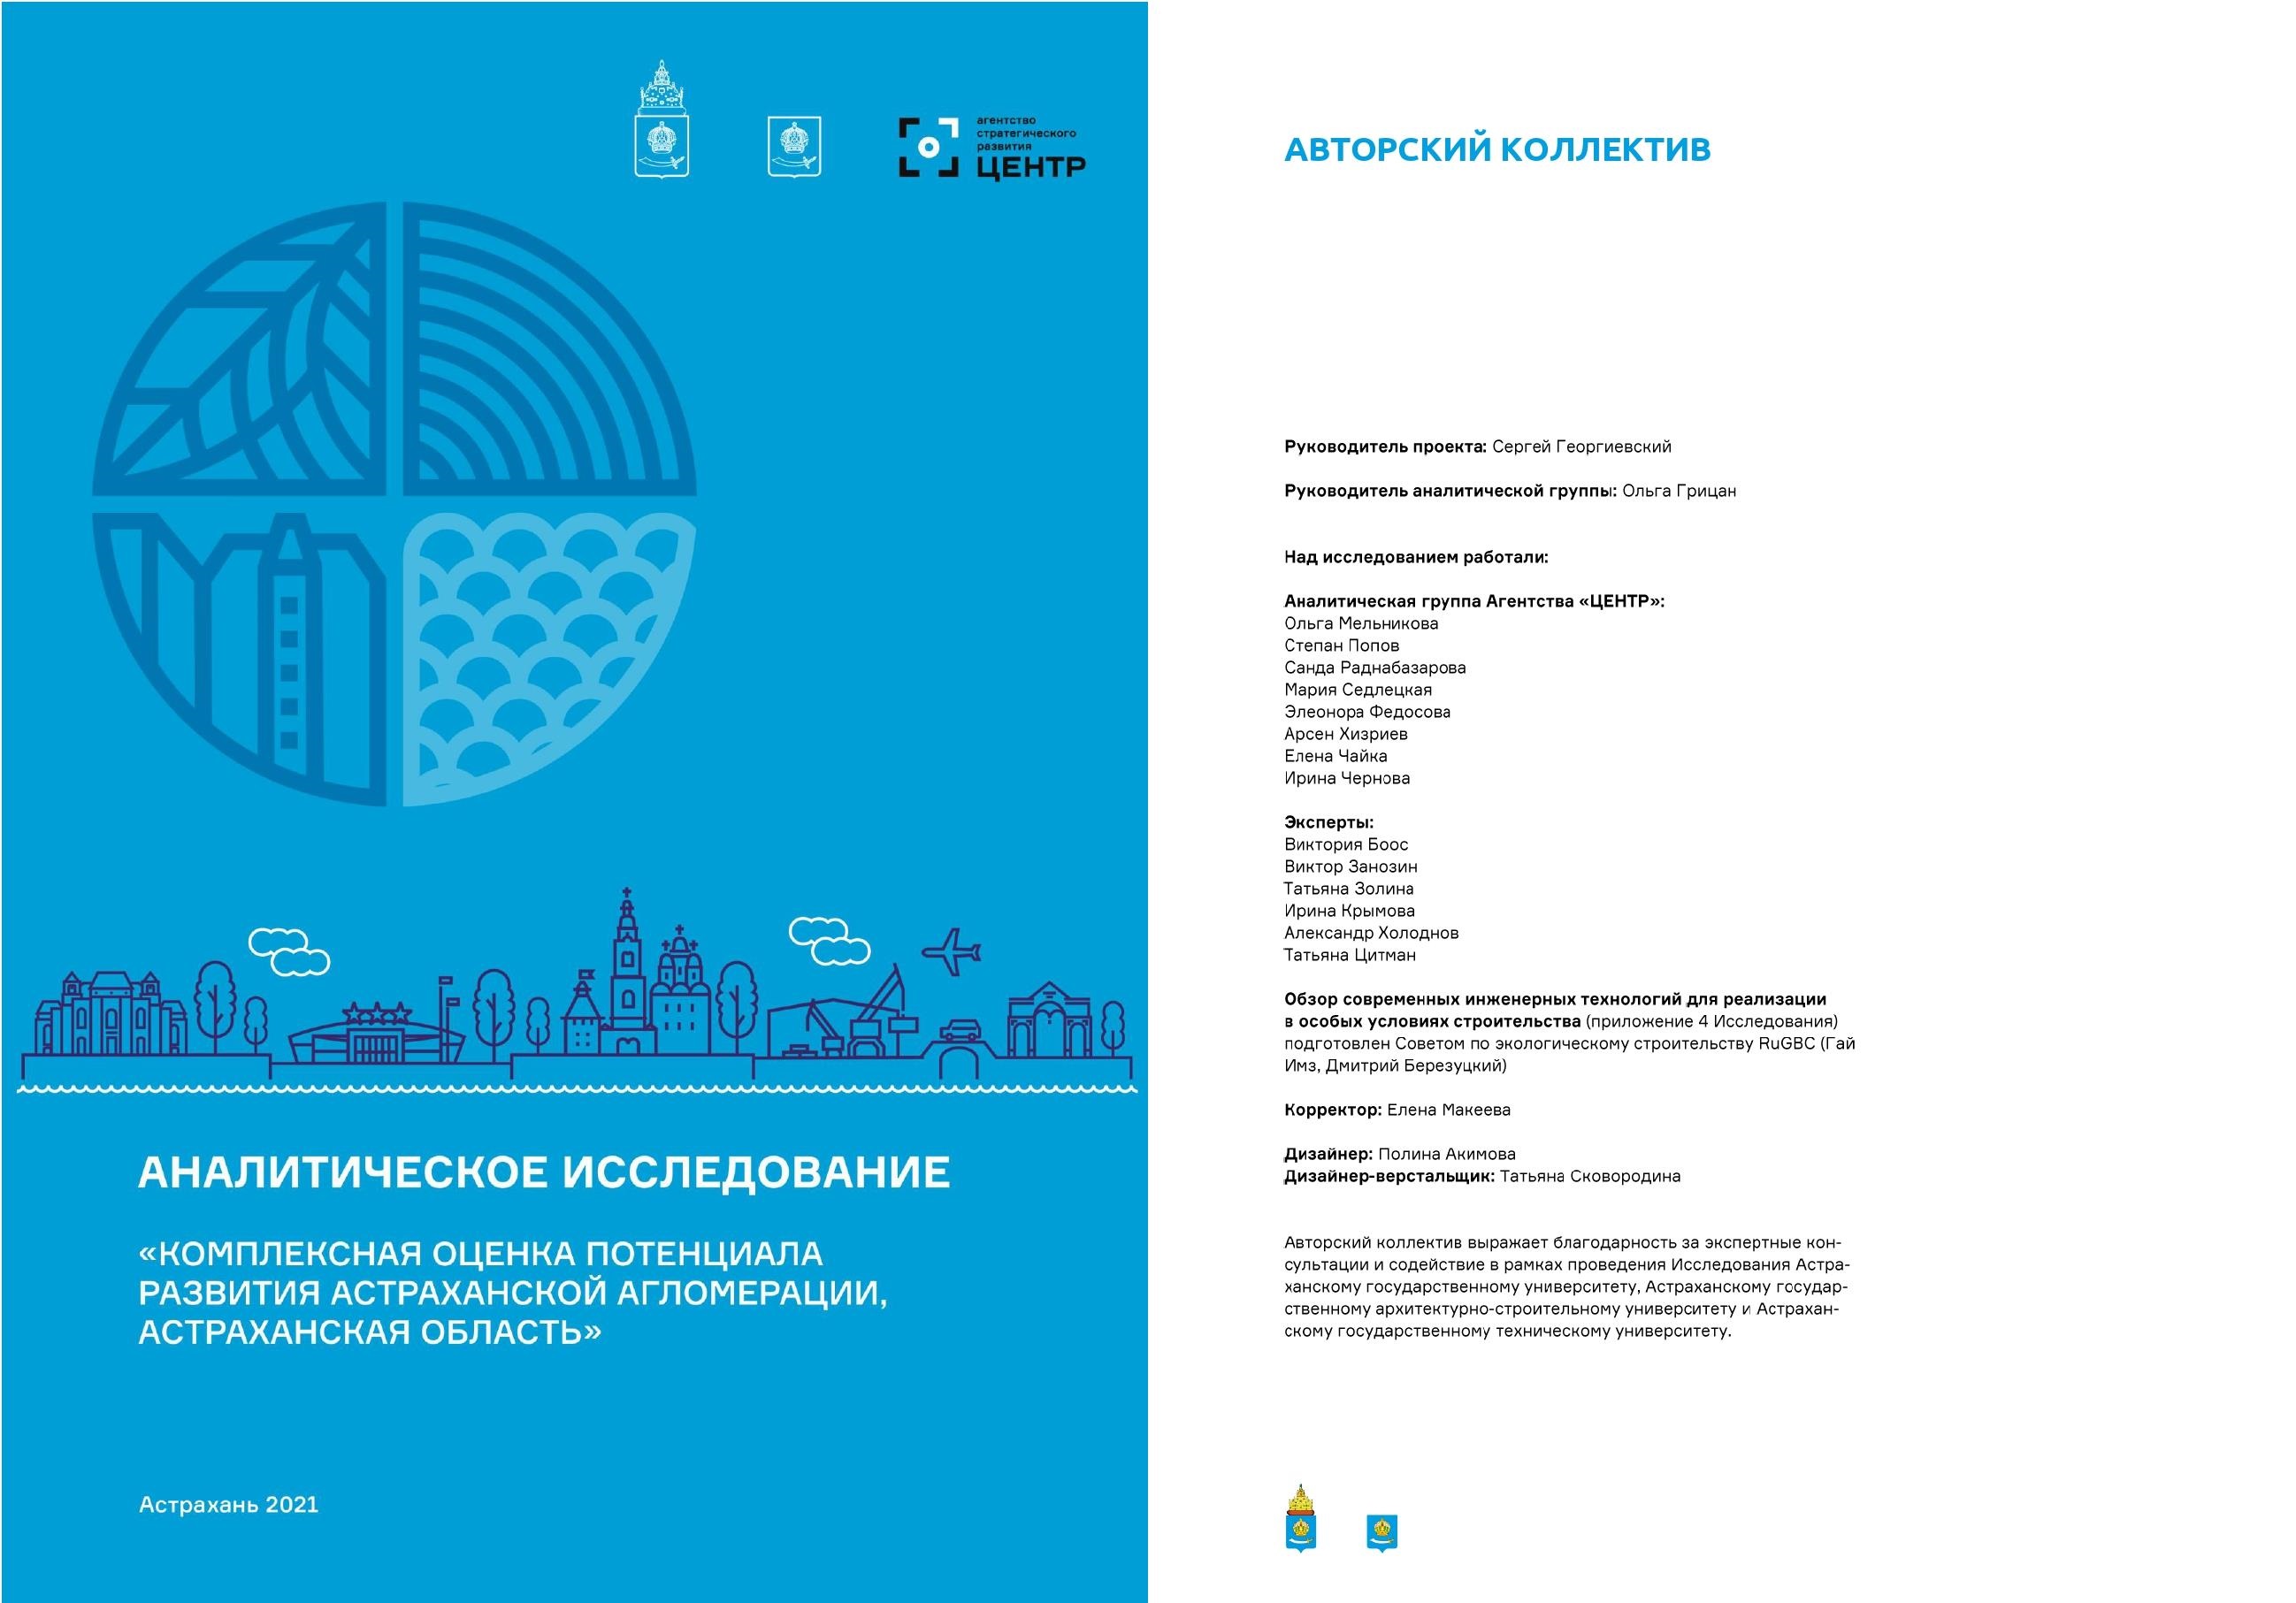 агентство
стратегического
развития
ЦЕНТР
АНАЛИТИЧЕСКОЕ ИССЛЕДОВАНИЕ
«КОМПЛЕКСНАЯ ОЦЕНКА ПОТЕНЦИАЛА
РАЗВИТИЯ АСТРАХАНСКОЙ АГЛОМЕРАЦИИ,
АСТРАХАНСКАЯ ОБЛАСТЬ»
Астрахань 2021
АВТОРСКИЙ КОЛЛЕКТИВ
Руководитель проекта: Сергей Георгиевский
Руководитель аналитической группы: Ольга Грицан
Над исследованием работали:
Аналитическая группа Агентства «ЦЕНТР»:
Ольга Мельникова
Степан Попов
Санда Раднабазарова
Мария Седлецкая
Элеонора Федосова
Арсен Хизриев
Елена Чайка
Ирина Чернова
Эксперты:
Виктория Боос
Виктор Занозин
Татьяна Золина
Ирина Крымова
Александр Холоднов
Татьяна Цитман
Обзор современных инженерных технологий для реализации
в особых условиях строительства (приложение 4 Исследования)
подготовлен Советом по экологическому строительству RuGBC (Гай
Имз, Дмитрий Березуцкий)
Корректор: Елена Макеева
Дизайнер: Полина Акимова
Дизайнер-верстальщик: Татьяна Сковородина
Авторский коллектив выражает благодарность за экспертные кон-
сультации и содействие в рамках проведения Исследования Астра-
ханскому государственному университету, Астраханскому государ-
ственному архитектурно-строительному университету и Астрахан-
скому государственному техническому университету.